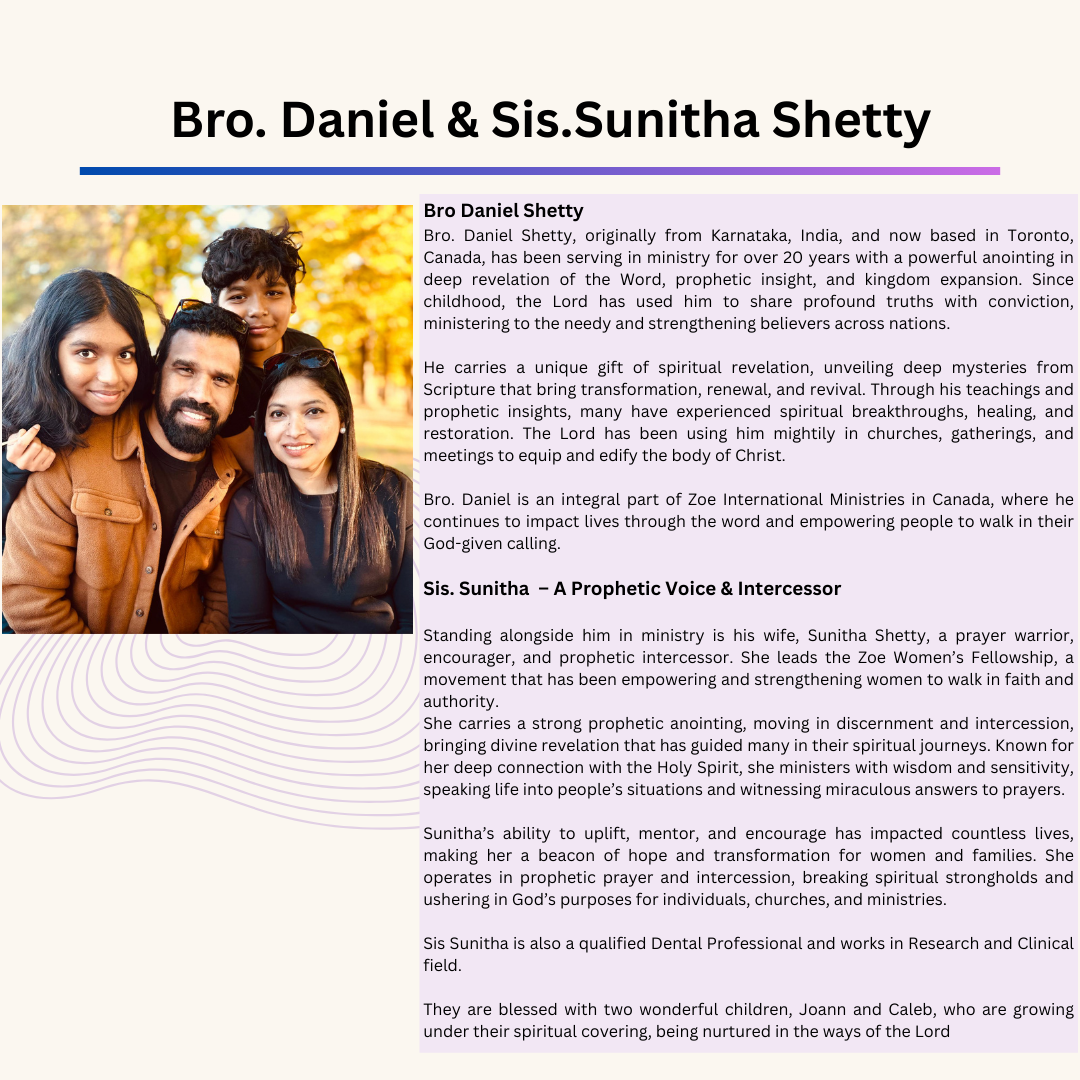 Bro. Daniel & Sis.Sunitha Shetty
Bro Daniel Shetty
Bro. Daniel Shetty, originally from Karnataka, India, and now based in Toronto,
Canada, has been serving in ministry for over 20 years with a powerful anointing in
deep revelation of the Word, prophetic insight, and kingdom expansion. Since
childhood, the Lord has used him to share profound truths with conviction,
ministering to the needy and strengthening believers across nations.
He carries a unique gift of spiritual revelation, unveiling deep mysteries from
Scripture that bring transformation, renewal, and revival. Through his teachings and
prophetic insights, many have experienced spiritual breakthroughs, healing, and
restoration. The Lord has been using him mightily in churches, gatherings, and
meetings to equip and edify the body of Christ.
Bro. Daniel is an integral part of Zoe International Ministries in Canada, where he
continues to impact lives through the word and empowering people to walk in their
God-given calling.
Sis. Sunitha – A Prophetic Voice & Intercessor
Standing alongside him in ministry is his wife, Sunitha Shetty, a prayer warrior,
encourager, and prophetic intercessor. She leads the Zoe Women’s Fellowship, a
movement that has been empowering and strengthening women to walk in faith and
authority.
She carries a strong prophetic anointing, moving in discernment and intercession,
bringing divine revelation that has guided many in their spiritual journeys. Known for
her deep connection with the Holy Spirit, she ministers with wisdom and sensitivity,
speaking life into people’s situations and witnessing miraculous answers to prayers.
Sunitha’s ability to uplift, mentor, and encourage has impacted countless lives,
making her a beacon of hope and transformation for women and families. She
operates in prophetic prayer and intercession, breaking spiritual strongholds and
ushering in God’s purposes for individuals, churches, and ministries.
Sis Sunitha is also a qualified Dental Professional and works in Research and Clinical
field.
They are blessed with two wonderful children, Joann and Caleb, who are growing
under their spiritual covering, being nurtured in the ways of the Lord